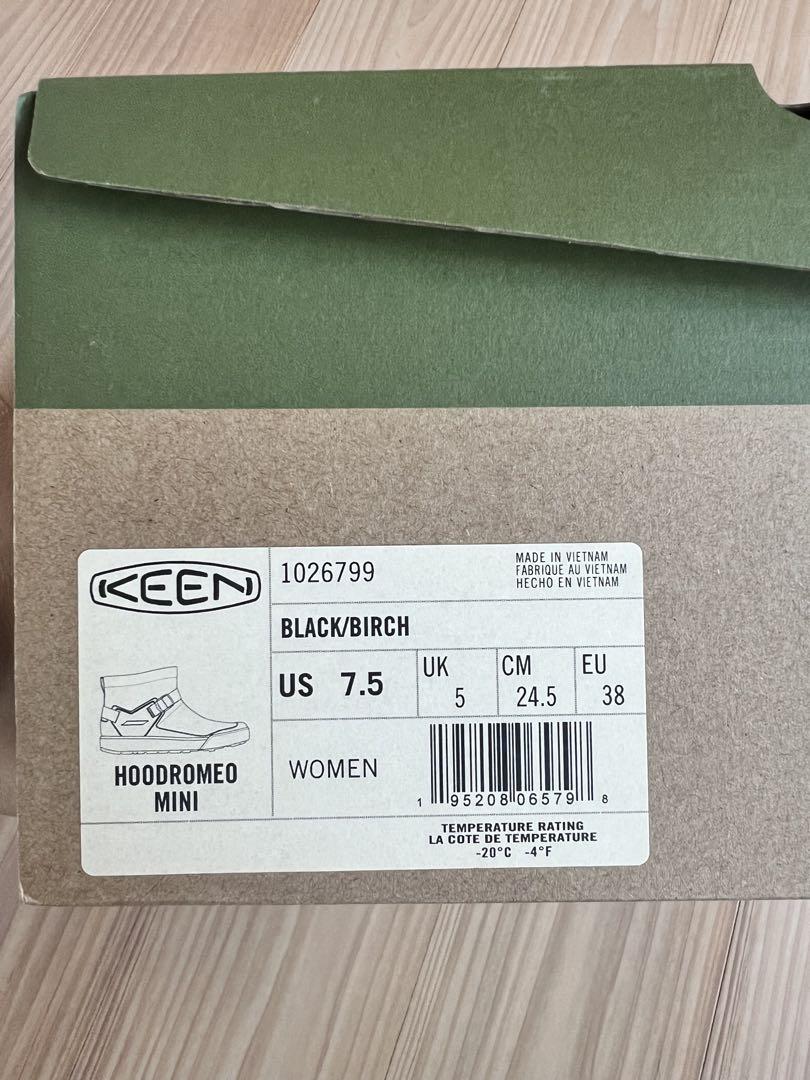 KEEN
1026799
MADE IN VIETNAM
FABRIQUE AU VIETNAM
HECHO EN VIETNAM
BLACK/BIRCH
US 7.5
UK
5
CM
24.5
EU
38
HOODROMEO
MINI
WOMEN
1 95208 06579 8
TEMPERATURE RATING
LA COTE DE TEMPERATURE
-20°C -4°F